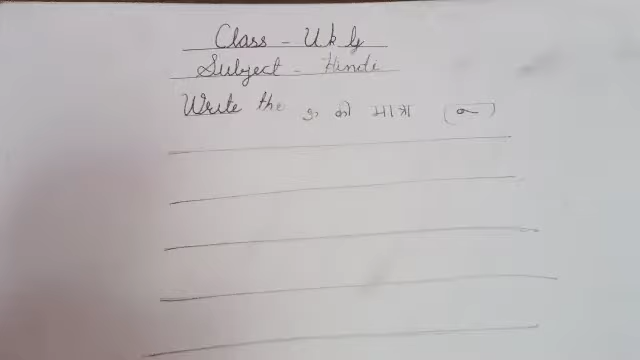 Class - Ukg
Subject - Hindi
Write the की मात्रा